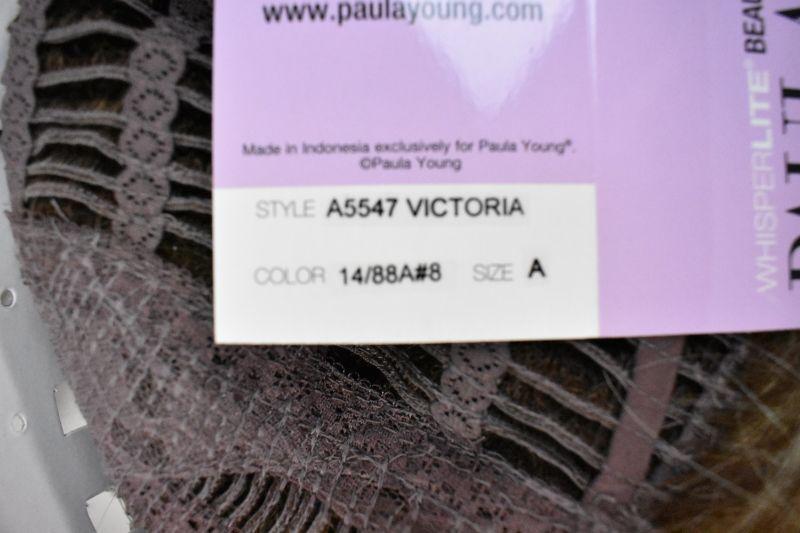 www.paulayoung.com
Made in Indonesia exclusively for Paula Young®.
©Paula Young
STYLE A5547 VICTORIA
COLOR 14/88A#8 SIZE A
WHISPERLITE®